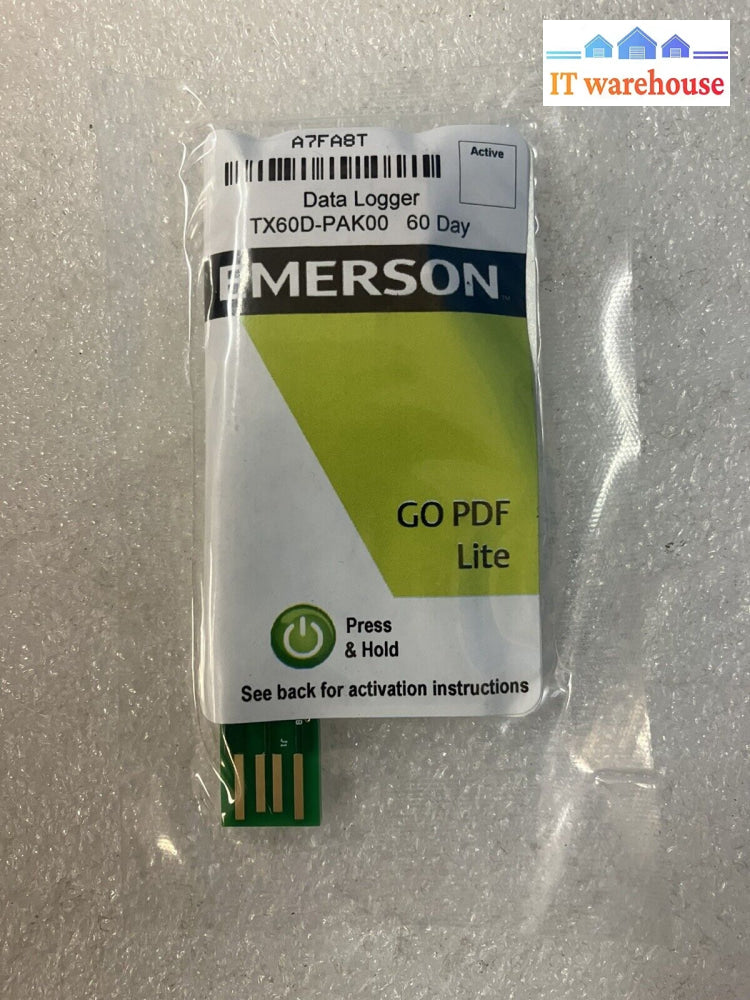 IT warehouse
A7FA8T
Active
Data Logger
TX60D-PAK00 60 Day
EMERSON
GO PDF
Lite
Press
& Hold
See back for activation instructions
J1